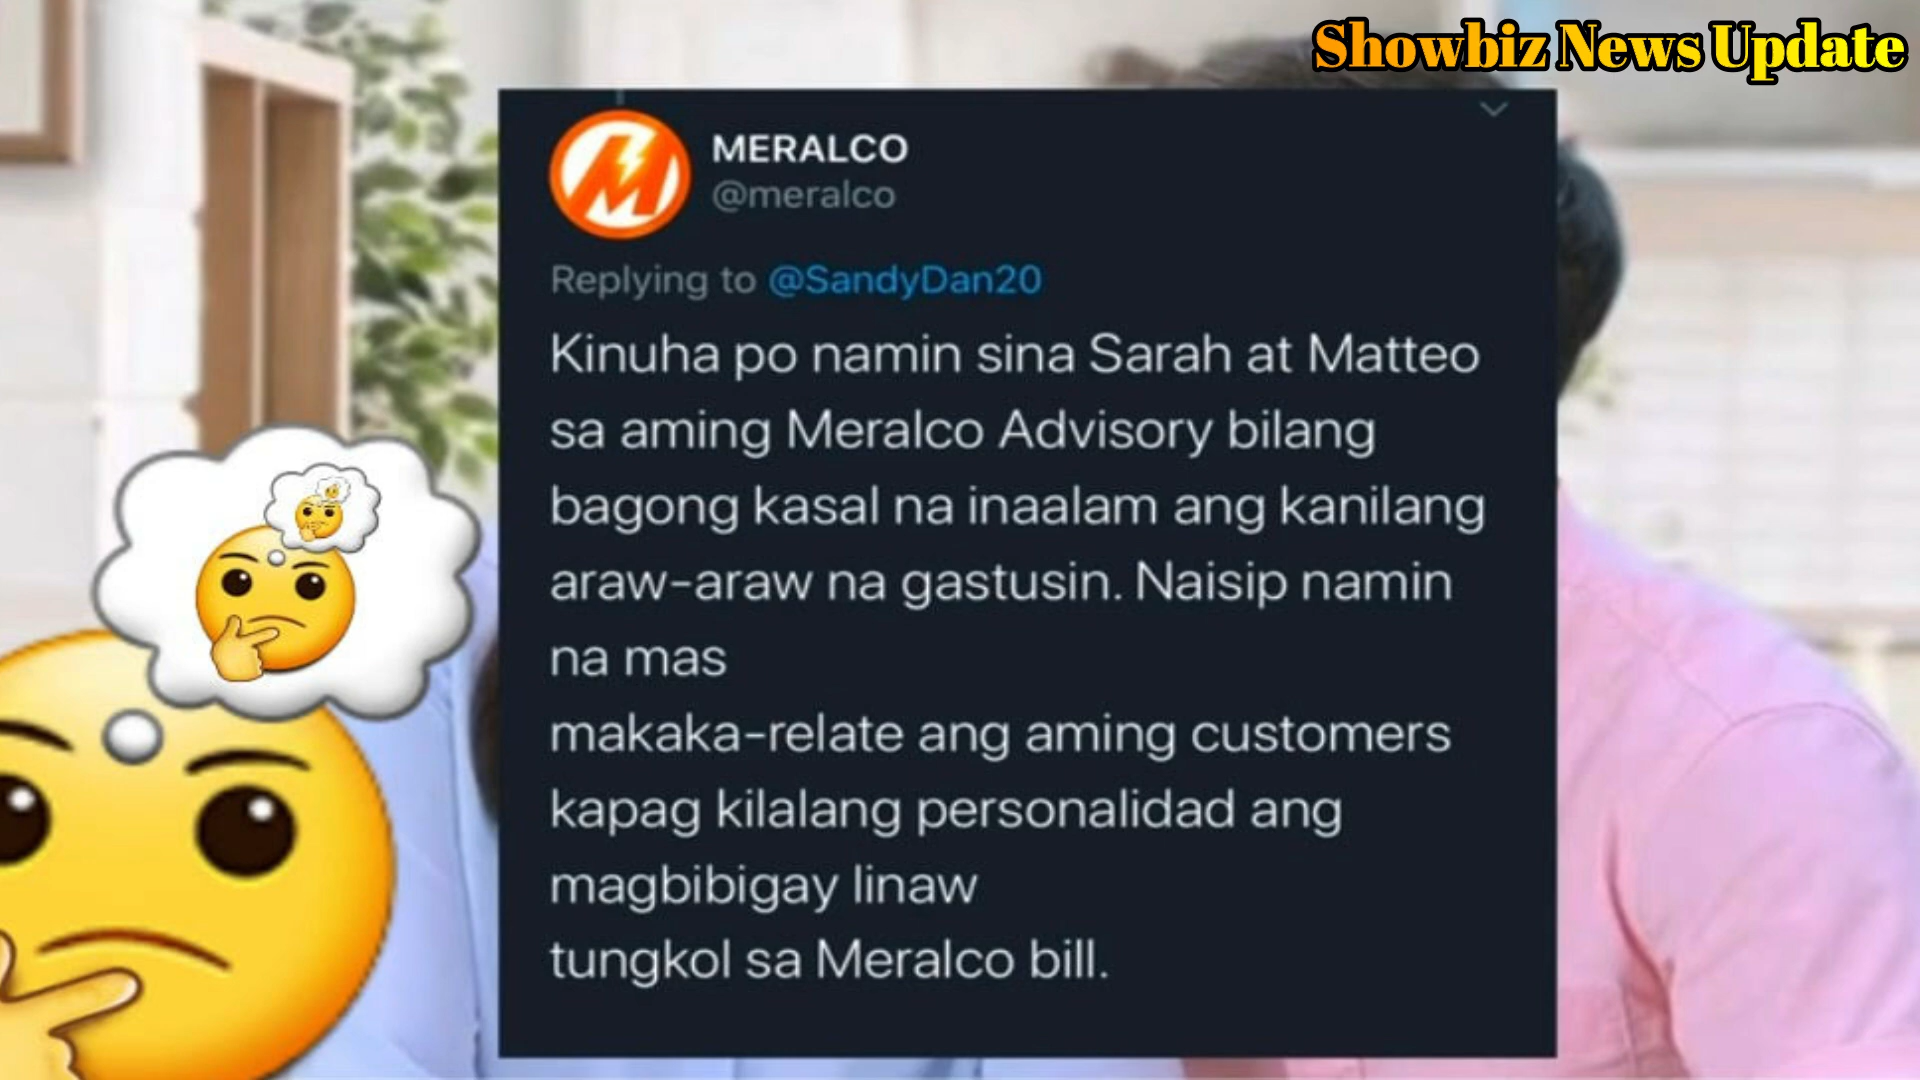 Showbiz News Update
MERALCO
@meralco
Replying to @SandyDan20
Kinuha po namin sina Sarah at Matteo
sa aming Meralco Advisory bilang
bagong kasal na inaalam ang kanilang
araw-araw na gastusin. Naisip namin
na mas
makaka-relate ang aming customers
kapag kilalang personalidad ang
magbibigay linaw
tungkol sa Meralco bill.